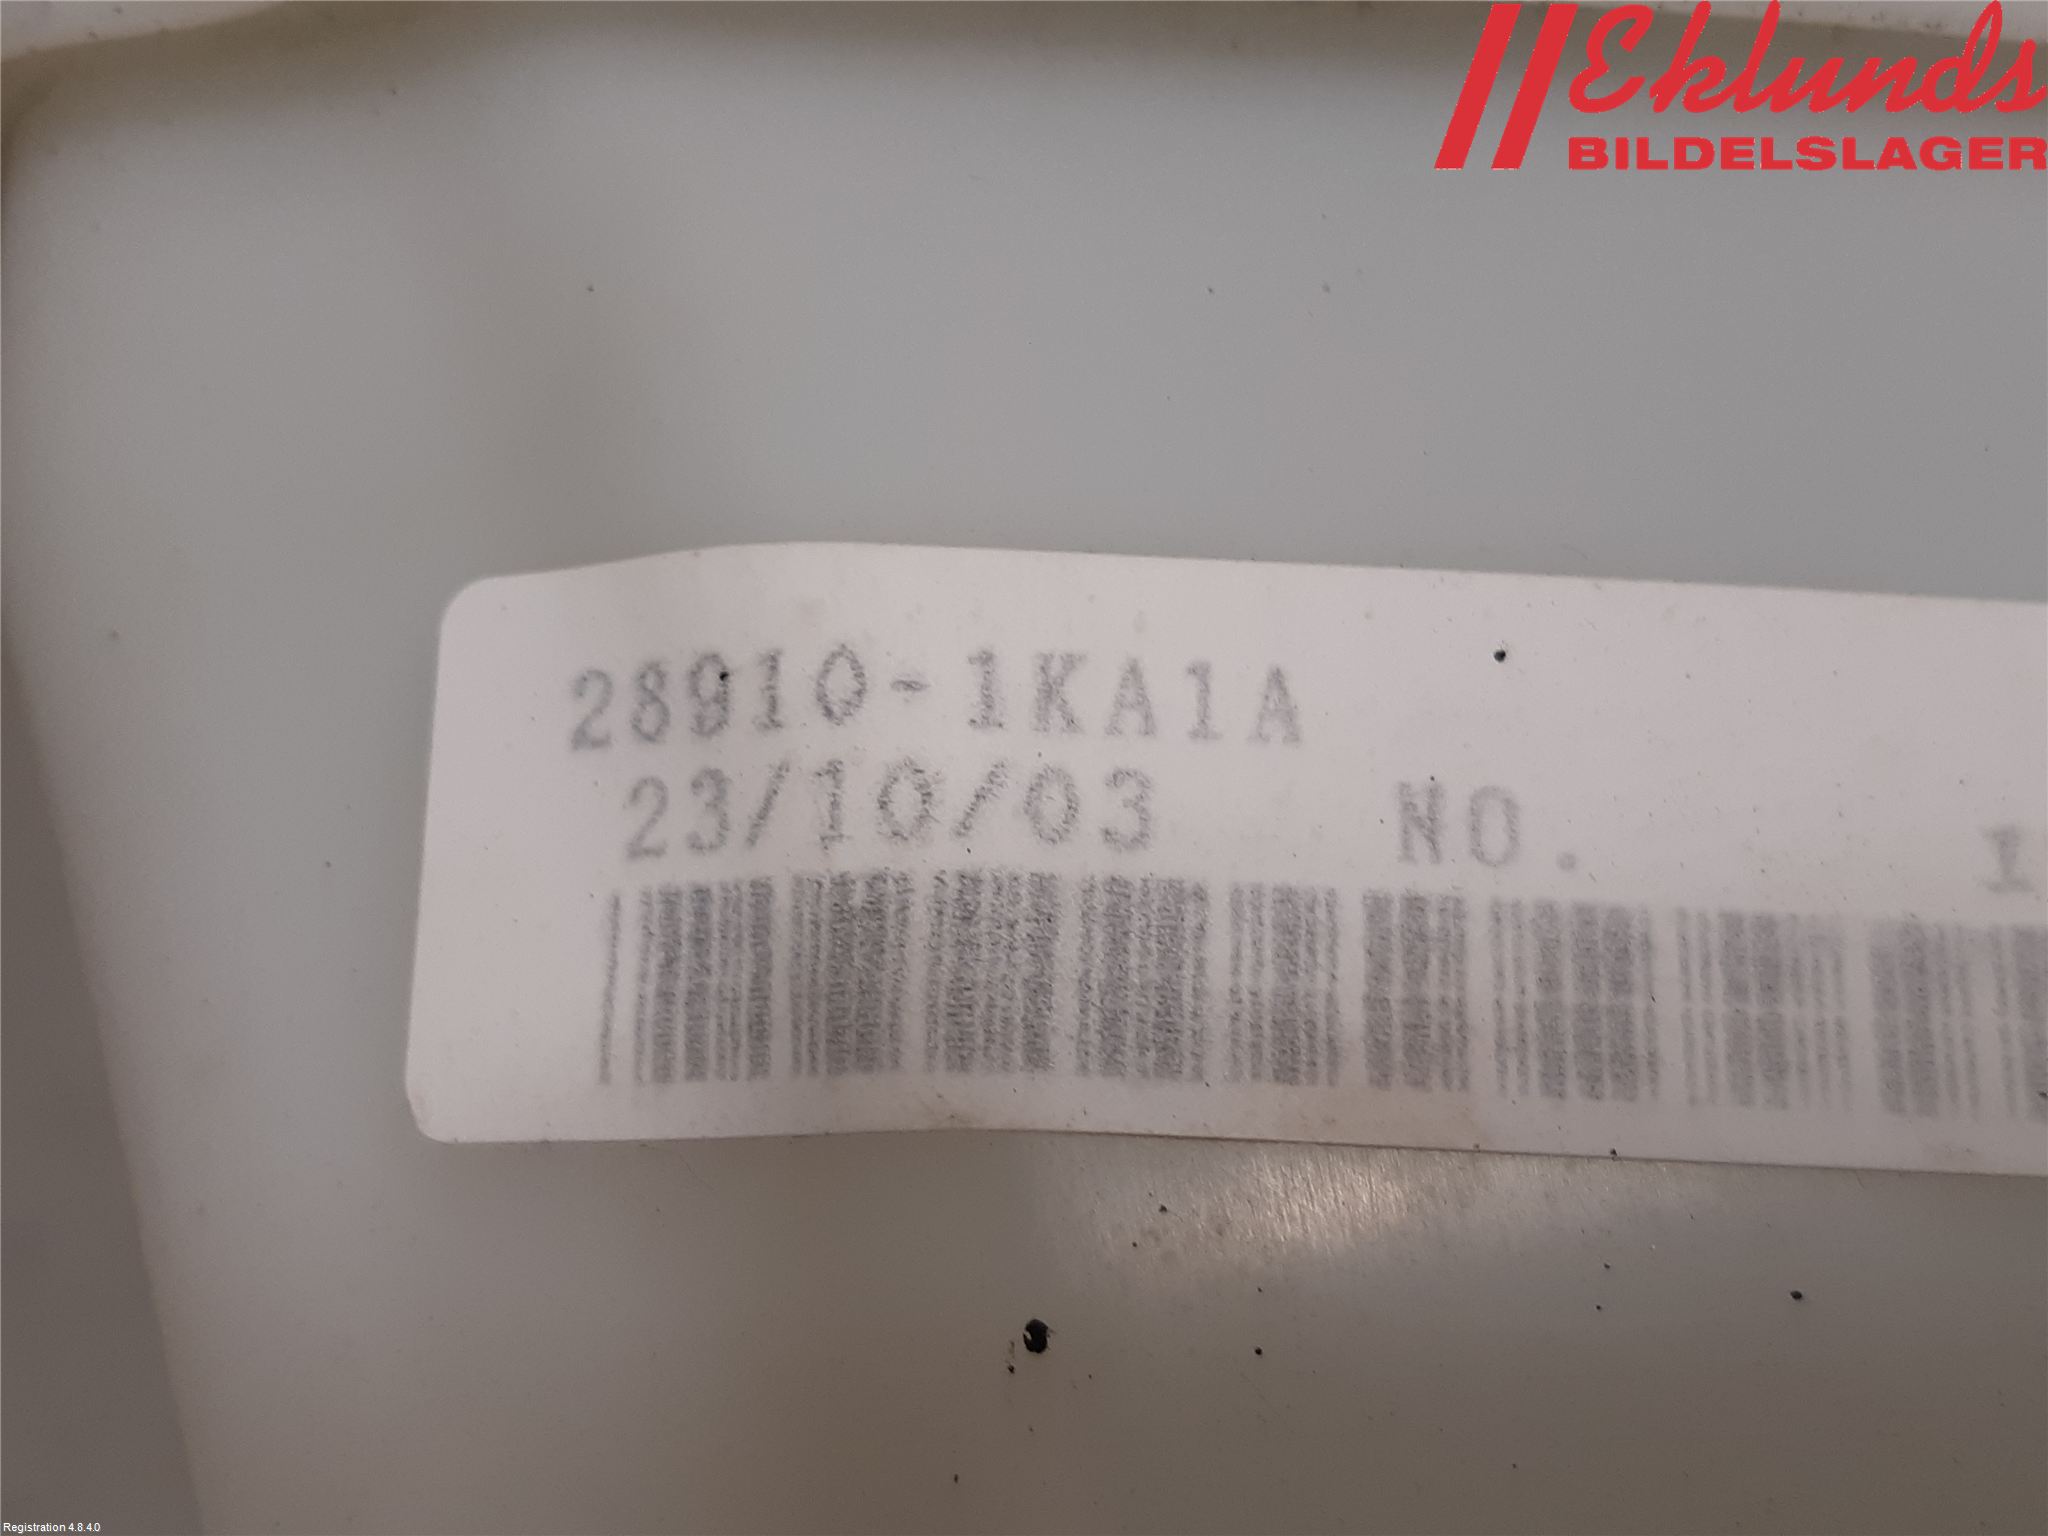 Eklunds
BILDELSLAGER
28910-1KA1A
23/10/03 NO.
Registration 4.8.4.0